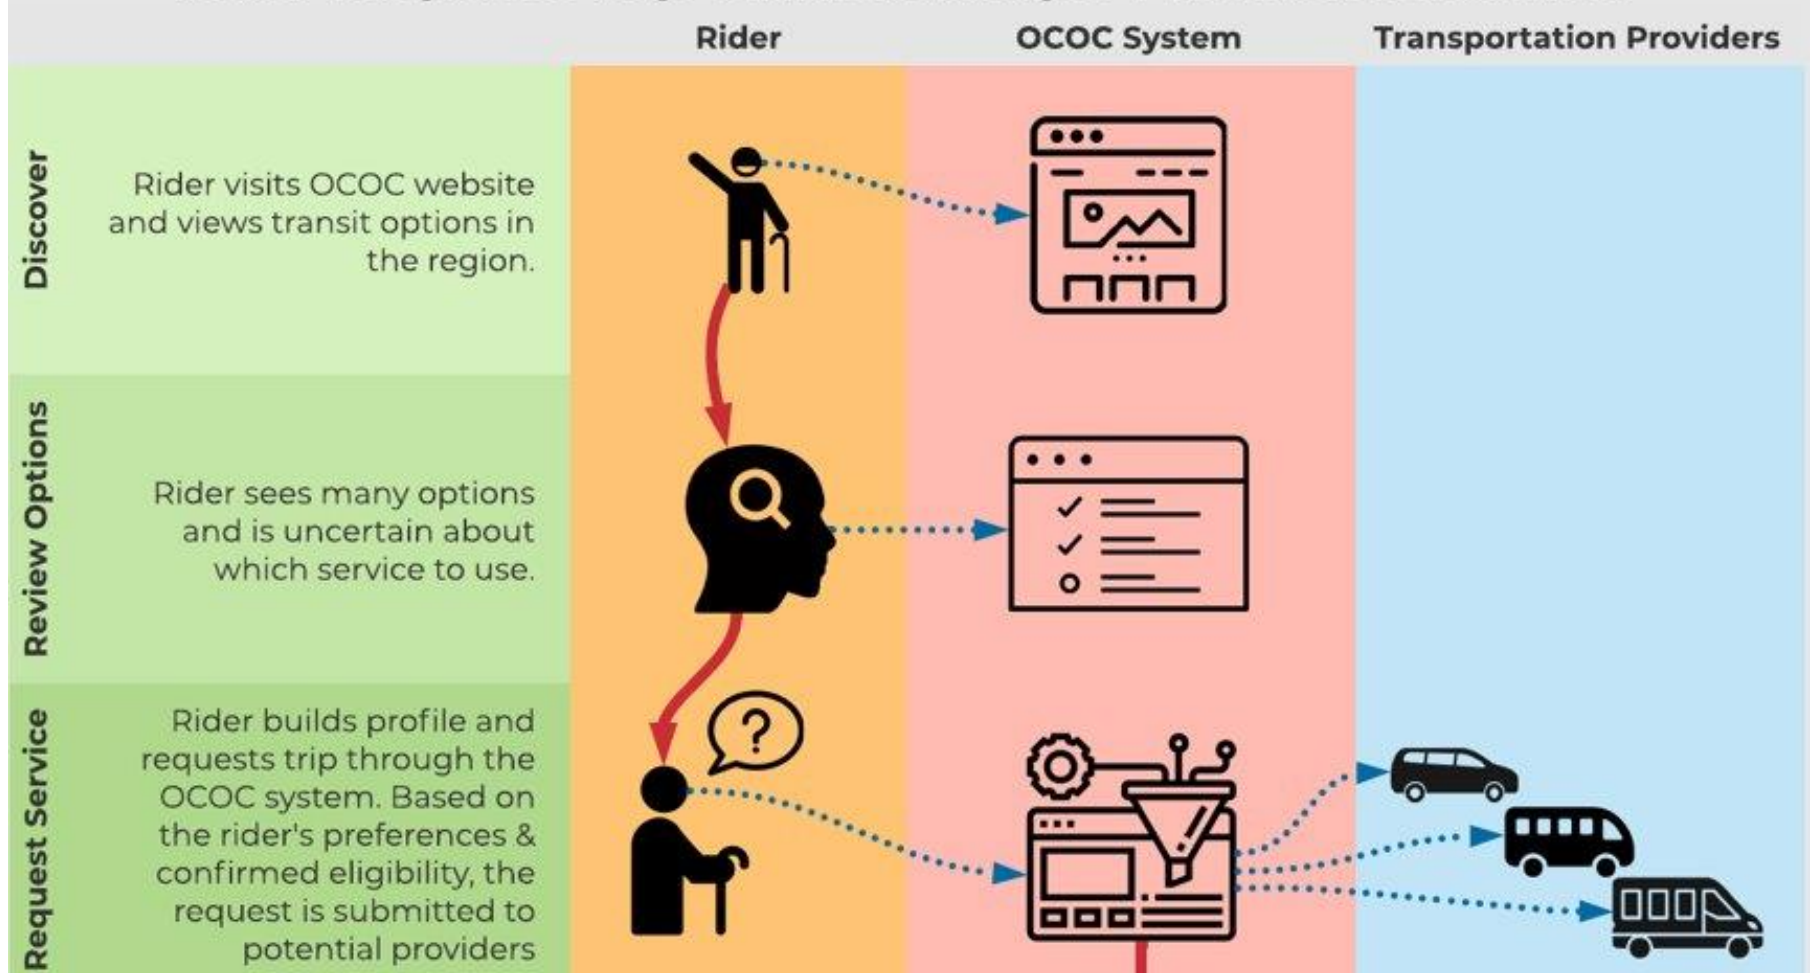 Rider
OCOC System
Transportation Providers
Discover
Rider visits OCOC website
and views transit options in
the region.
Review Options
Rider sees many options
and is uncertain about
which service to use.
?
Request Service
Rider builds profile and
requests trip through the
OCOC system. Based on
the rider's preferences &
confirmed eligibility, the
request is submitted to
potential providers